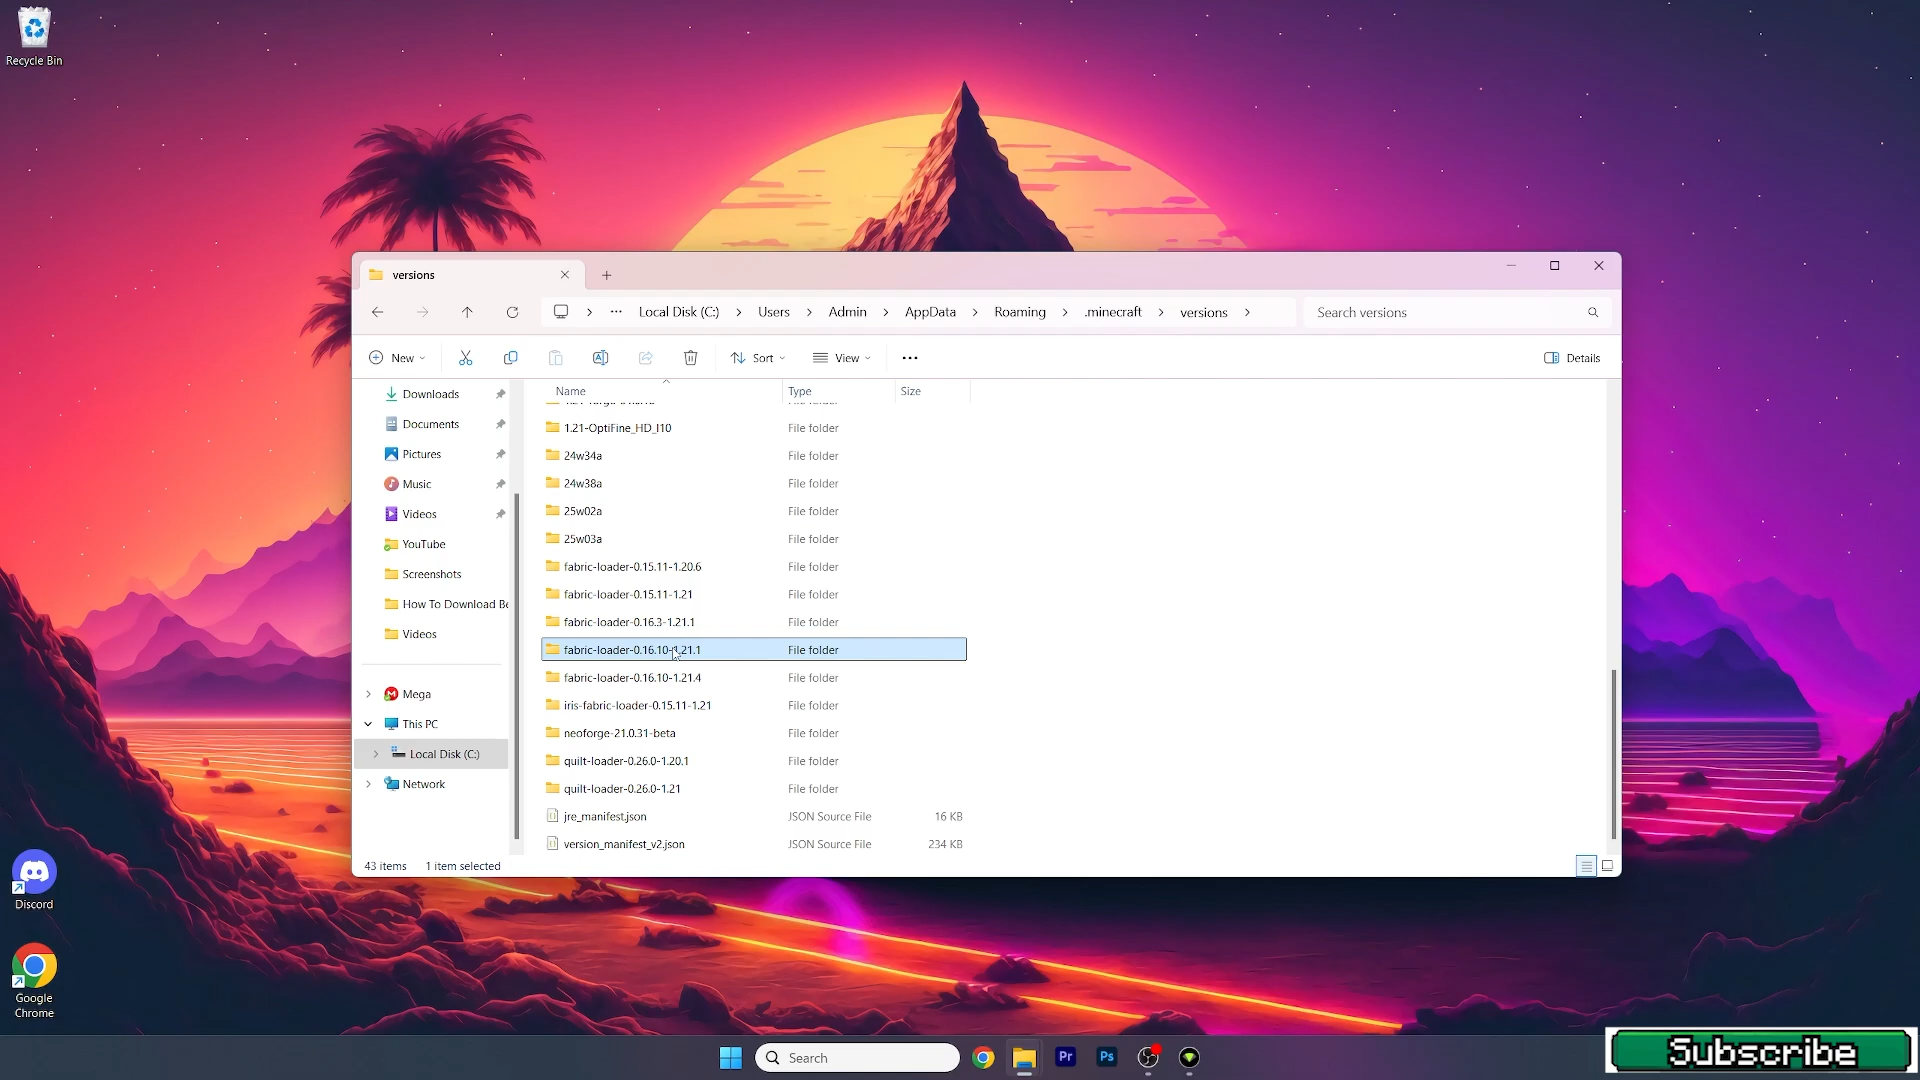 Recycle Bin
versions
Local Disk (C:) Users Admin AppData Roaming .minecraft versions
Search versions
New
Sort
View
Details
Name Type Size
Downloads
Documents
Pictures
Music
Videos
YouTube
Screenshots
How To Download Be
Videos
Mega
This PC
Local Disk (C:)
Network
1.21-OptiFine_HD_I10 File folder
24w34a File folder
24w38a File folder
25w02a File folder
25w03a File folder
fabric-loader-0.15.11-1.20.6 File folder
fabric-loader-0.15.11-1.21 File folder
fabric-loader-0.16.3-1.21.1 File folder
fabric-loader-0.16.10-1.21.1 File folder
fabric-loader-0.16.10-1.21.4 File folder
iris-fabric-loader-0.15.11-1.21 File folder
neoforge-21.0.31-beta File folder
quilt-loader-0.26.0-1.20.1 File folder
quilt-loader-0.26.0-1.21 File folder
jre_manifest.json JSON Source File 16 KB
version_manifest_v2.json JSON Source File 234 KB
43 items 1 item selected
Discord
Google
Chrome
Search
Pr
Ps
Subscribe